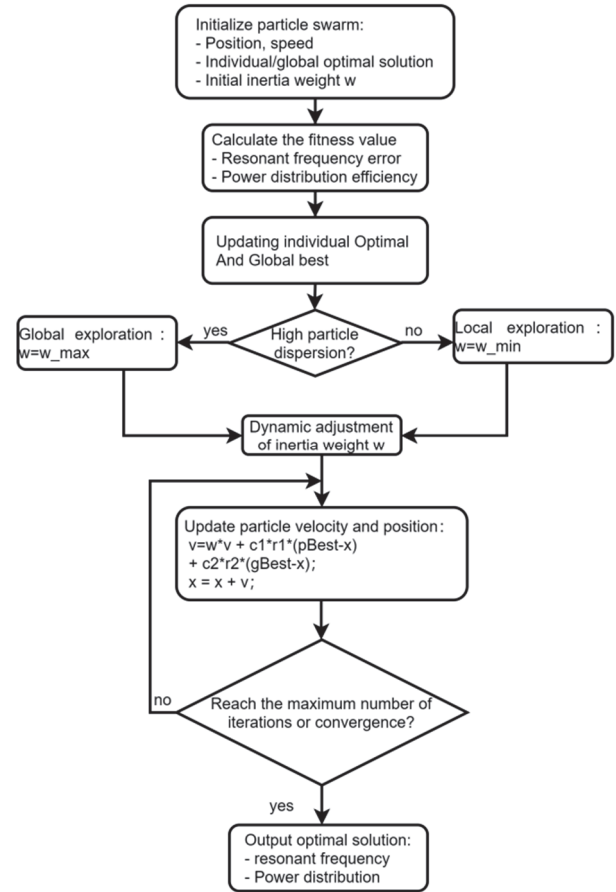 Initialize particle swarm:
- Position, speed
- Individual/global optimal solution
- Initial inertia weight w
Calculate the fitness value
- Resonant frequency error
- Power distribution efficiency
Updating individual Optimal
And Global best
High particle
dispersion?
yes
no
Global exploration :
w=w_max
Local exploration :
w=w_min
Dynamic adjustment
of inertia weight w
Update particle velocity and position:
v=w*v + c1*r1*(pBest-x)
+ c2*r2*(gBest-x);
x = x + v;
Reach the maximum number of
iterations or convergence?
no
yes
Output optimal solution:
- resonant frequency
- Power distribution